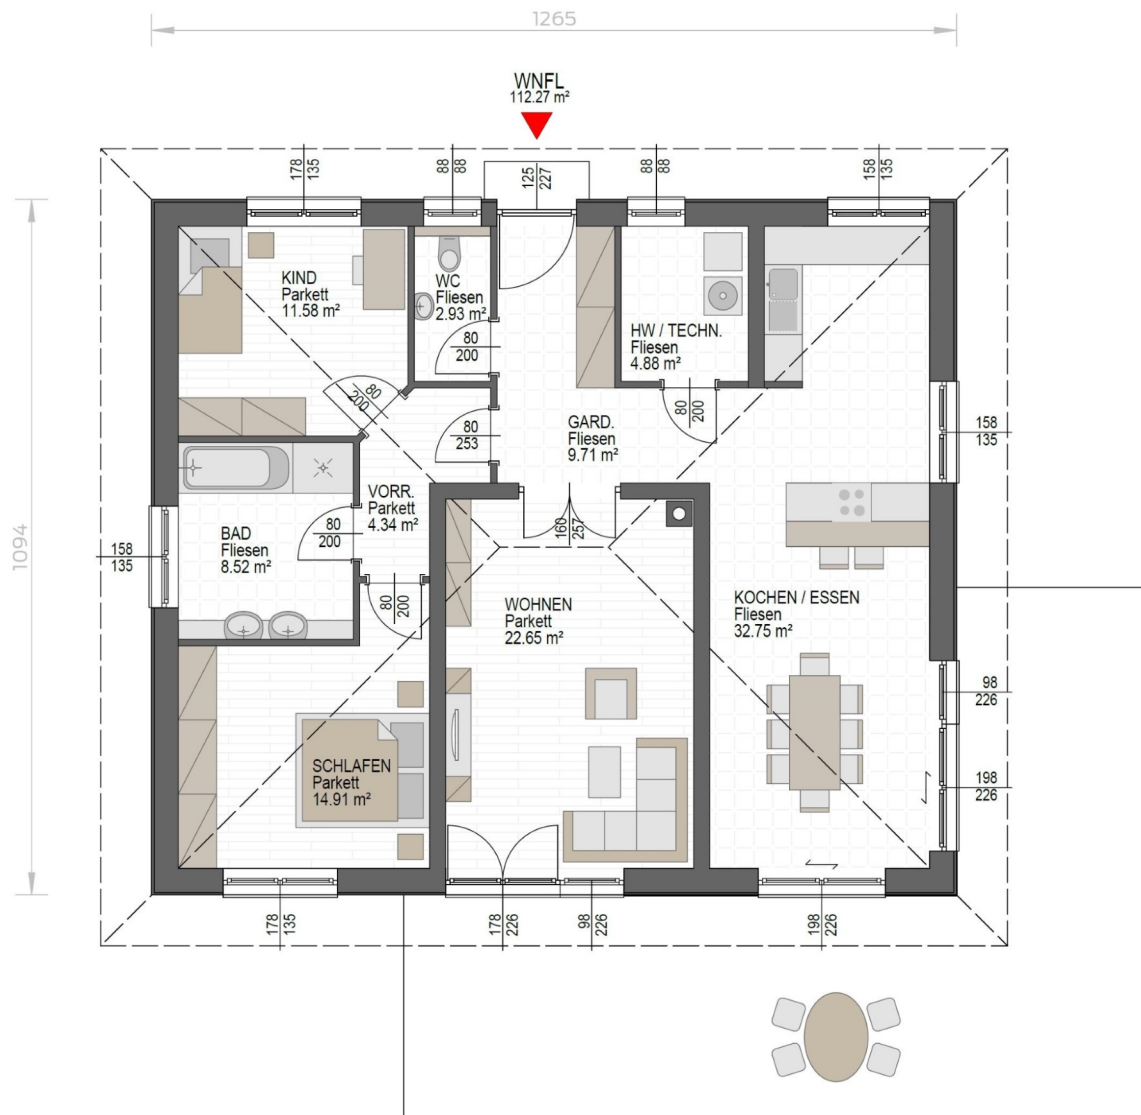 1265
WNFL
112.27 m²
178
135
88
88
125
227
88
88
158
135
1094
KIND
Parkett
11.58 m²
WC
Fliesen
2.93 m²
80
200
HW / TECHN.
Fliesen
4.88 m²
80
200
80
200
80
253
GARD.
Fliesen
9.71 m²
158
135
VORR.
Parkett
4.34 m²
BAD
Fliesen
8.52 m²
80
200
158
135
160
257
80
200
WOHNEN
Parkett
22.65 m²
KOCHEN / ESSEN
Fliesen
32.75 m²
98
226
SCHLAFEN
Parkett
14.91 m²
198
226
178
135
178
226
98
226
198
226